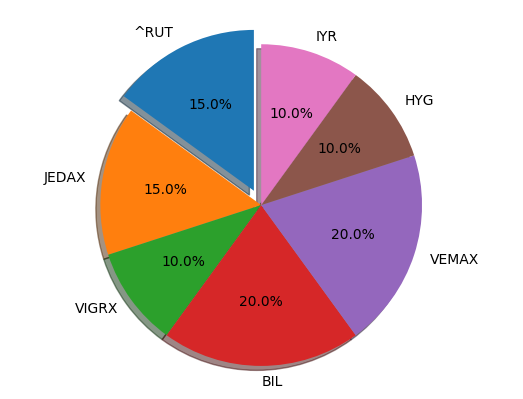 ^RUT
15.0%
JEDAX
15.0%
VIGRX
10.0%
BIL
20.0%
VEMAX
20.0%
HYG
10.0%
IYR
10.0%